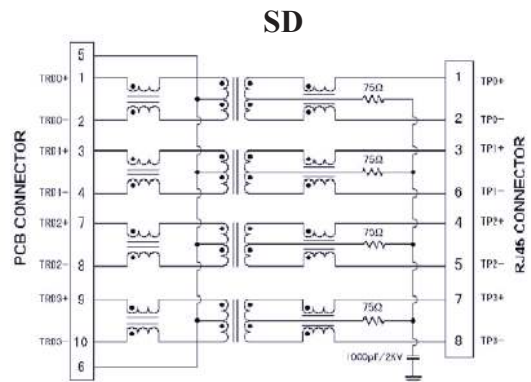 SD
5
TRD0+ 1 75Ω 1 TP0+
TRD0- 2 2 TP0-
TRD1+ 3 75Ω 3 TP1+
TRD1- 4 6 TP1-
TRD2+ 7 4 TP2+
75Ω
TRD2- 8 5 TP2-
TRD3+ 9 75Ω 7 TP3+
TRD3- 10 8 TP3-
1000pF/2KV
6
PCB CONNECTOR
RJ45 CONNECTOR